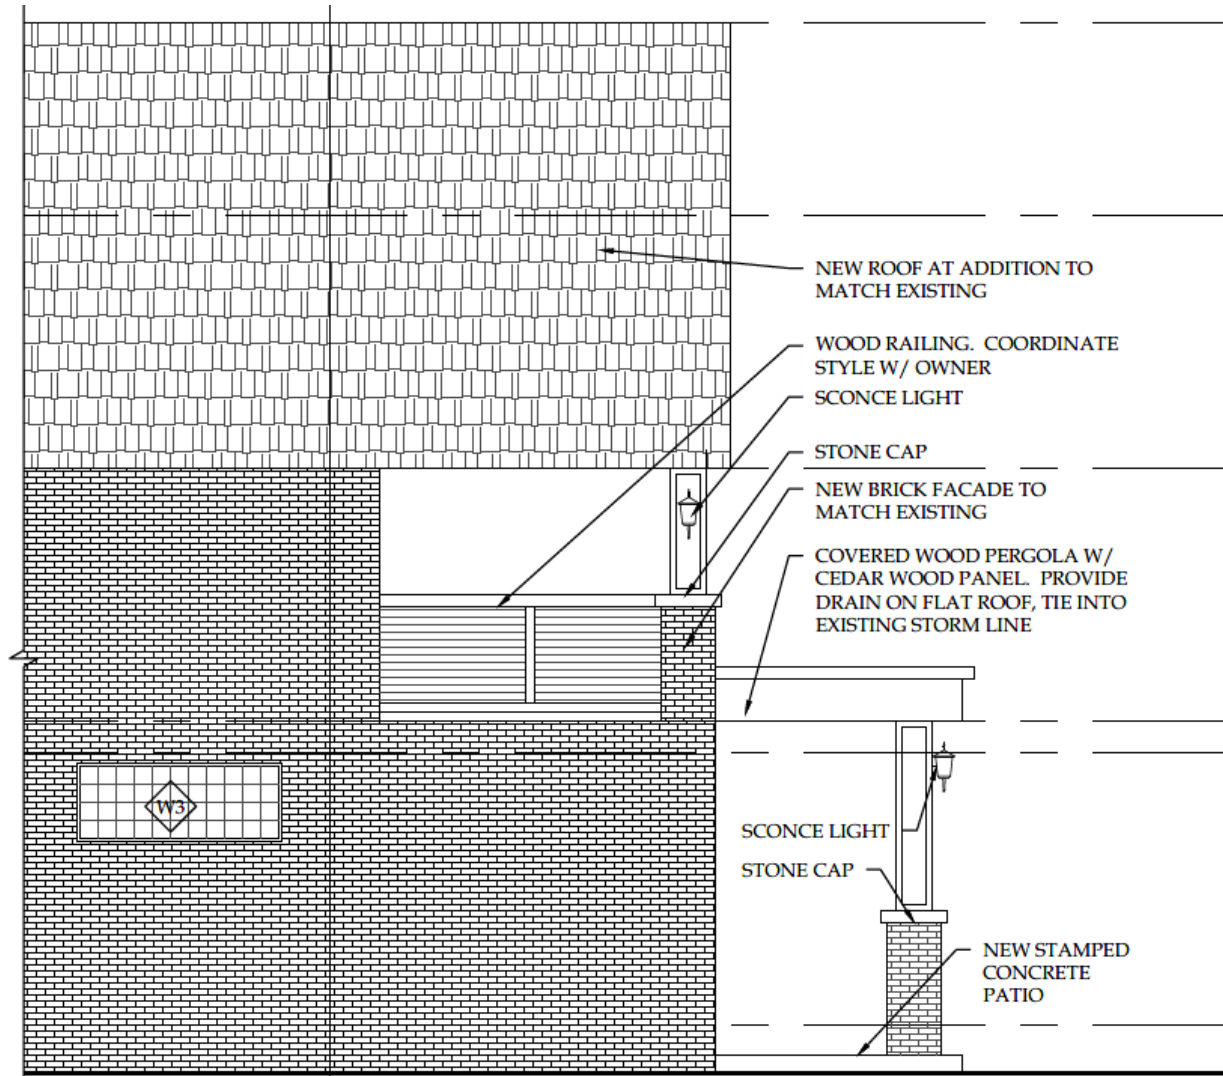 NEW ROOF AT ADDITION TO
MATCH EXISTING
WOOD RAILING. COORDINATE
STYLE W/ OWNER
SCONCE LIGHT
STONE CAP
NEW BRICK FACADE TO
MATCH EXISTING
COVERED WOOD PERGOLA W/
CEDAR WOOD PANEL. PROVIDE
DRAIN ON FLAT ROOF, TIE INTO
EXISTING STORM LINE
W3
SCONCE LIGHT
STONE CAP
NEW STAMPED
CONCRETE
PATIO